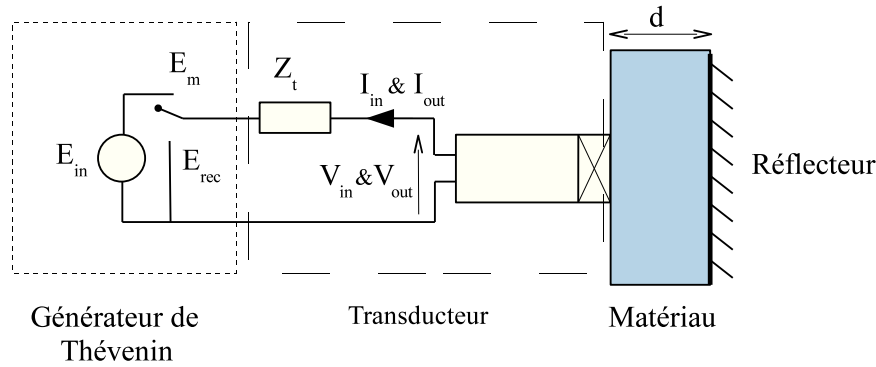 d
E_m
Z_t
I_in & I_out
E_in
E_rec
V_in & V_out
Réflecteur
Générateur de
Thévenin
Transducteur
Matériau